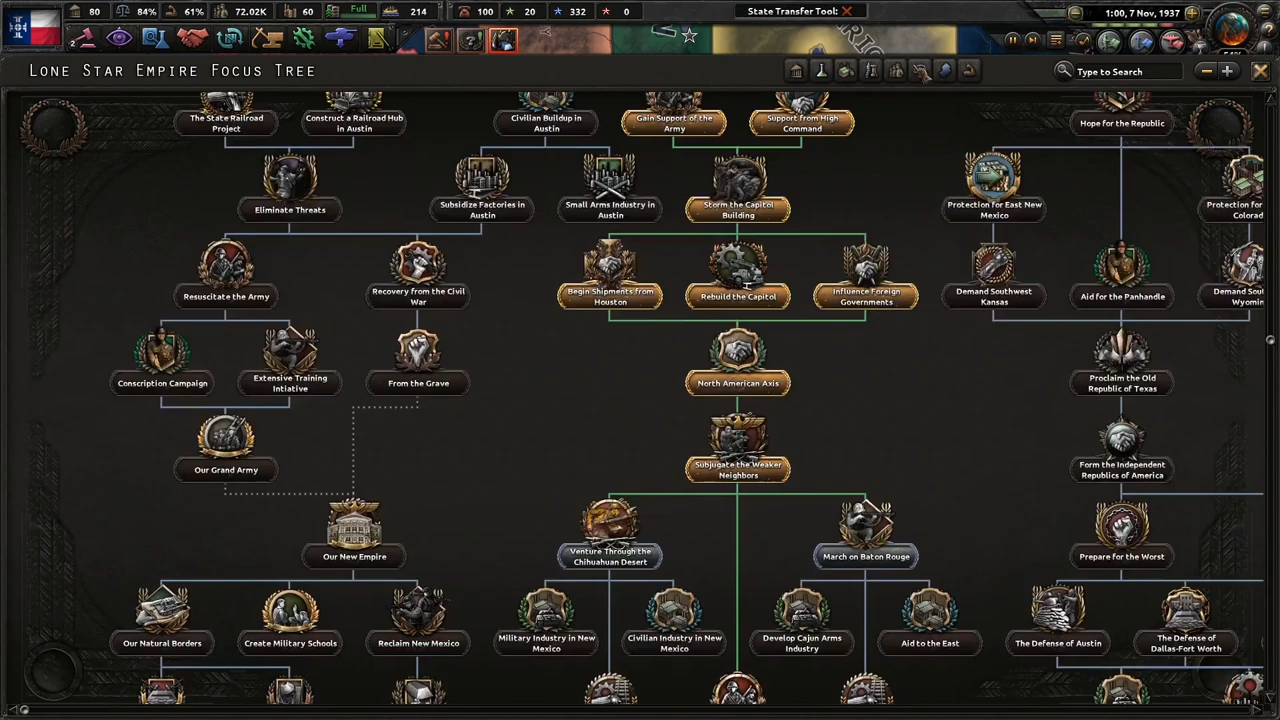 80 84% 61% 72.02K 60 Full 214 100 20 332 0 State Transfer Tool: 1:00, 7 Nov, 1937
2
54%
Lone Star Empire Focus Tree Type to Search
The State Railroad
Project
Construct a Railroad Hub
in Austin
Civilian Buildup in
Austin
Gain Support of the
Army
Support from High
Command
Hope for the Republic
Eliminate Threats
Subsidize Factories in
Austin
Small Arms Industry in
Austin
Storm the Capitol
Building
Protection for East New
Mexico
Protection for
Colorad
Resuscitate the Army
Recovery from the Civil
War
Begin Shipments from
Houston
Rebuild the Capitol
Influence Foreign
Governments
Demand Southwest
Kansas
Aid for the Panhandle
Demand Sou
Wyomin
Conscription Campaign
Extensive Training
Intiative
From the Grave
North American Axis
Proclaim the Old
Republic of Texas
Our Grand Army
Subjugate the Weaker
Neighbors
Form the Independent
Republics of America
Our New Empire
Venture Through the
Chihuahuan Desert
March on Baton Rouge
Prepare for the Worst
Our Natural Borders
Create Military Schools
Reclaim New Mexico
Military Industry in New
Mexico
Civilian Industry in New
Mexico
Develop Cajun Arms
Industry
Aid to the East
The Defense of Austin
The Defense of
Dallas-Fort Worth